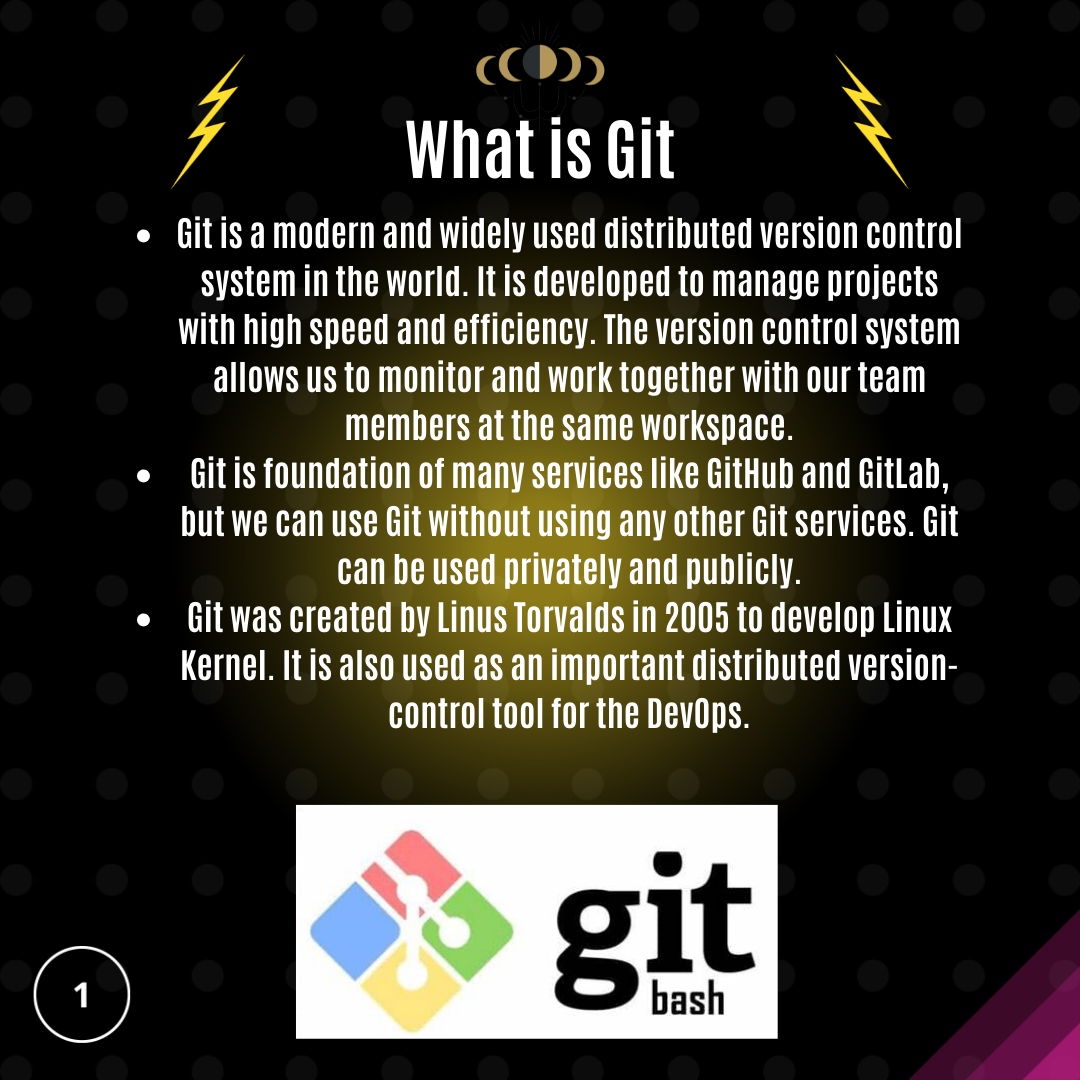 What is Git
Git is a modern and widely used distributed version control
system in the world. It is developed to manage projects
with high speed and efficiency. The version control system
allows us to monitor and work together with our team
members at the same workspace.
Git is foundation of many services like GitHub and GitLab,
but we can use Git without using any other Git services. Git
can be used privately and publicly.
Git was created by Linus Torvalds in 2005 to develop Linux
Kernel. It is also used as an important distributed version-
control tool for the DevOps.
git
bash
1